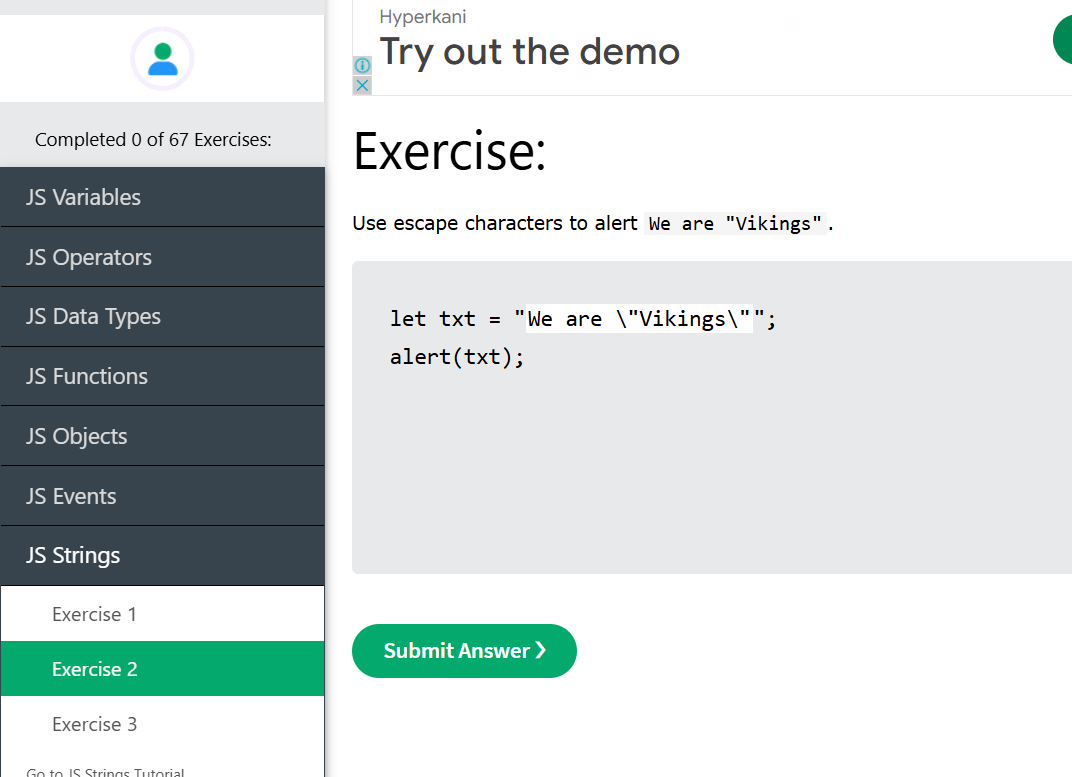 Hyperkani
Try out the demo
Completed 0 of 67 Exercises:
JS Variables
JS Operators
JS Data Types
JS Functions
JS Objects
JS Events
JS Strings
Exercise 1
Exercise 2
Exercise 3
Go to JS Strings Tutorial
Exercise:
Use escape characters to alert We are "Vikings" .
let txt = "We are \"Vikings\"";
alert(txt);
Submit Answer ❯